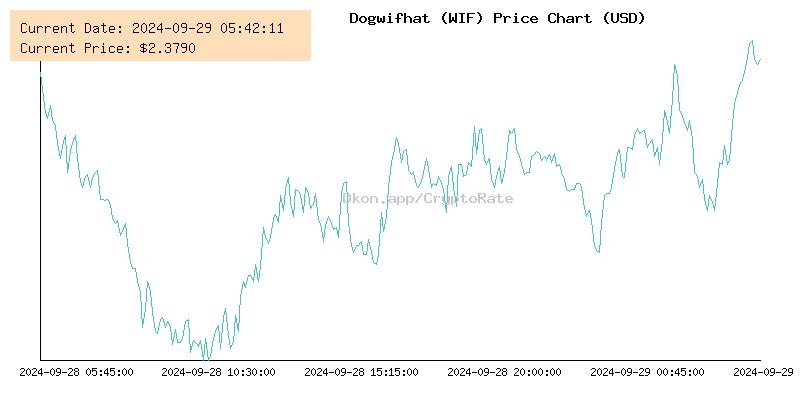 Dogwifhat (WIF) Price Chart (USD)
Current Date: 2024-09-29 05:42:11
Current Price: $2.3790
Dkon.app/CryptoRate
2024-09-28 05:45:00 2024-09-28 10:30:00 2024-09-28 15:15:00 2024-09-28 20:00:00 2024-09-29 00:45:00 2024-09-29